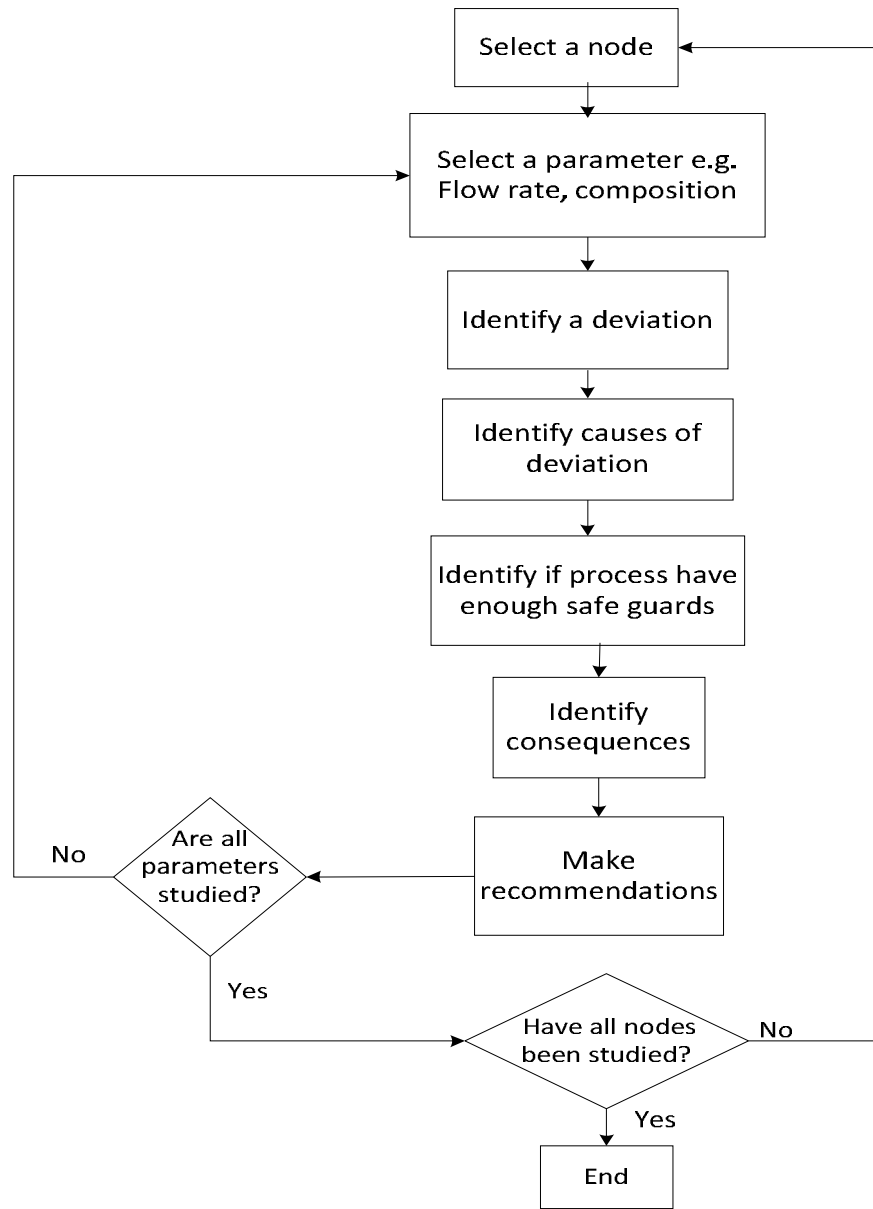 Select a node
Select a parameter e.g.
Flow rate, composition
Identify a deviation
Identify causes of
deviation
Identify if process have
enough safe guards
Identify
consequences
Make
recommendations
Are all
parameters
studied?
No
Yes
Have all nodes
been studied?
No
Yes
End